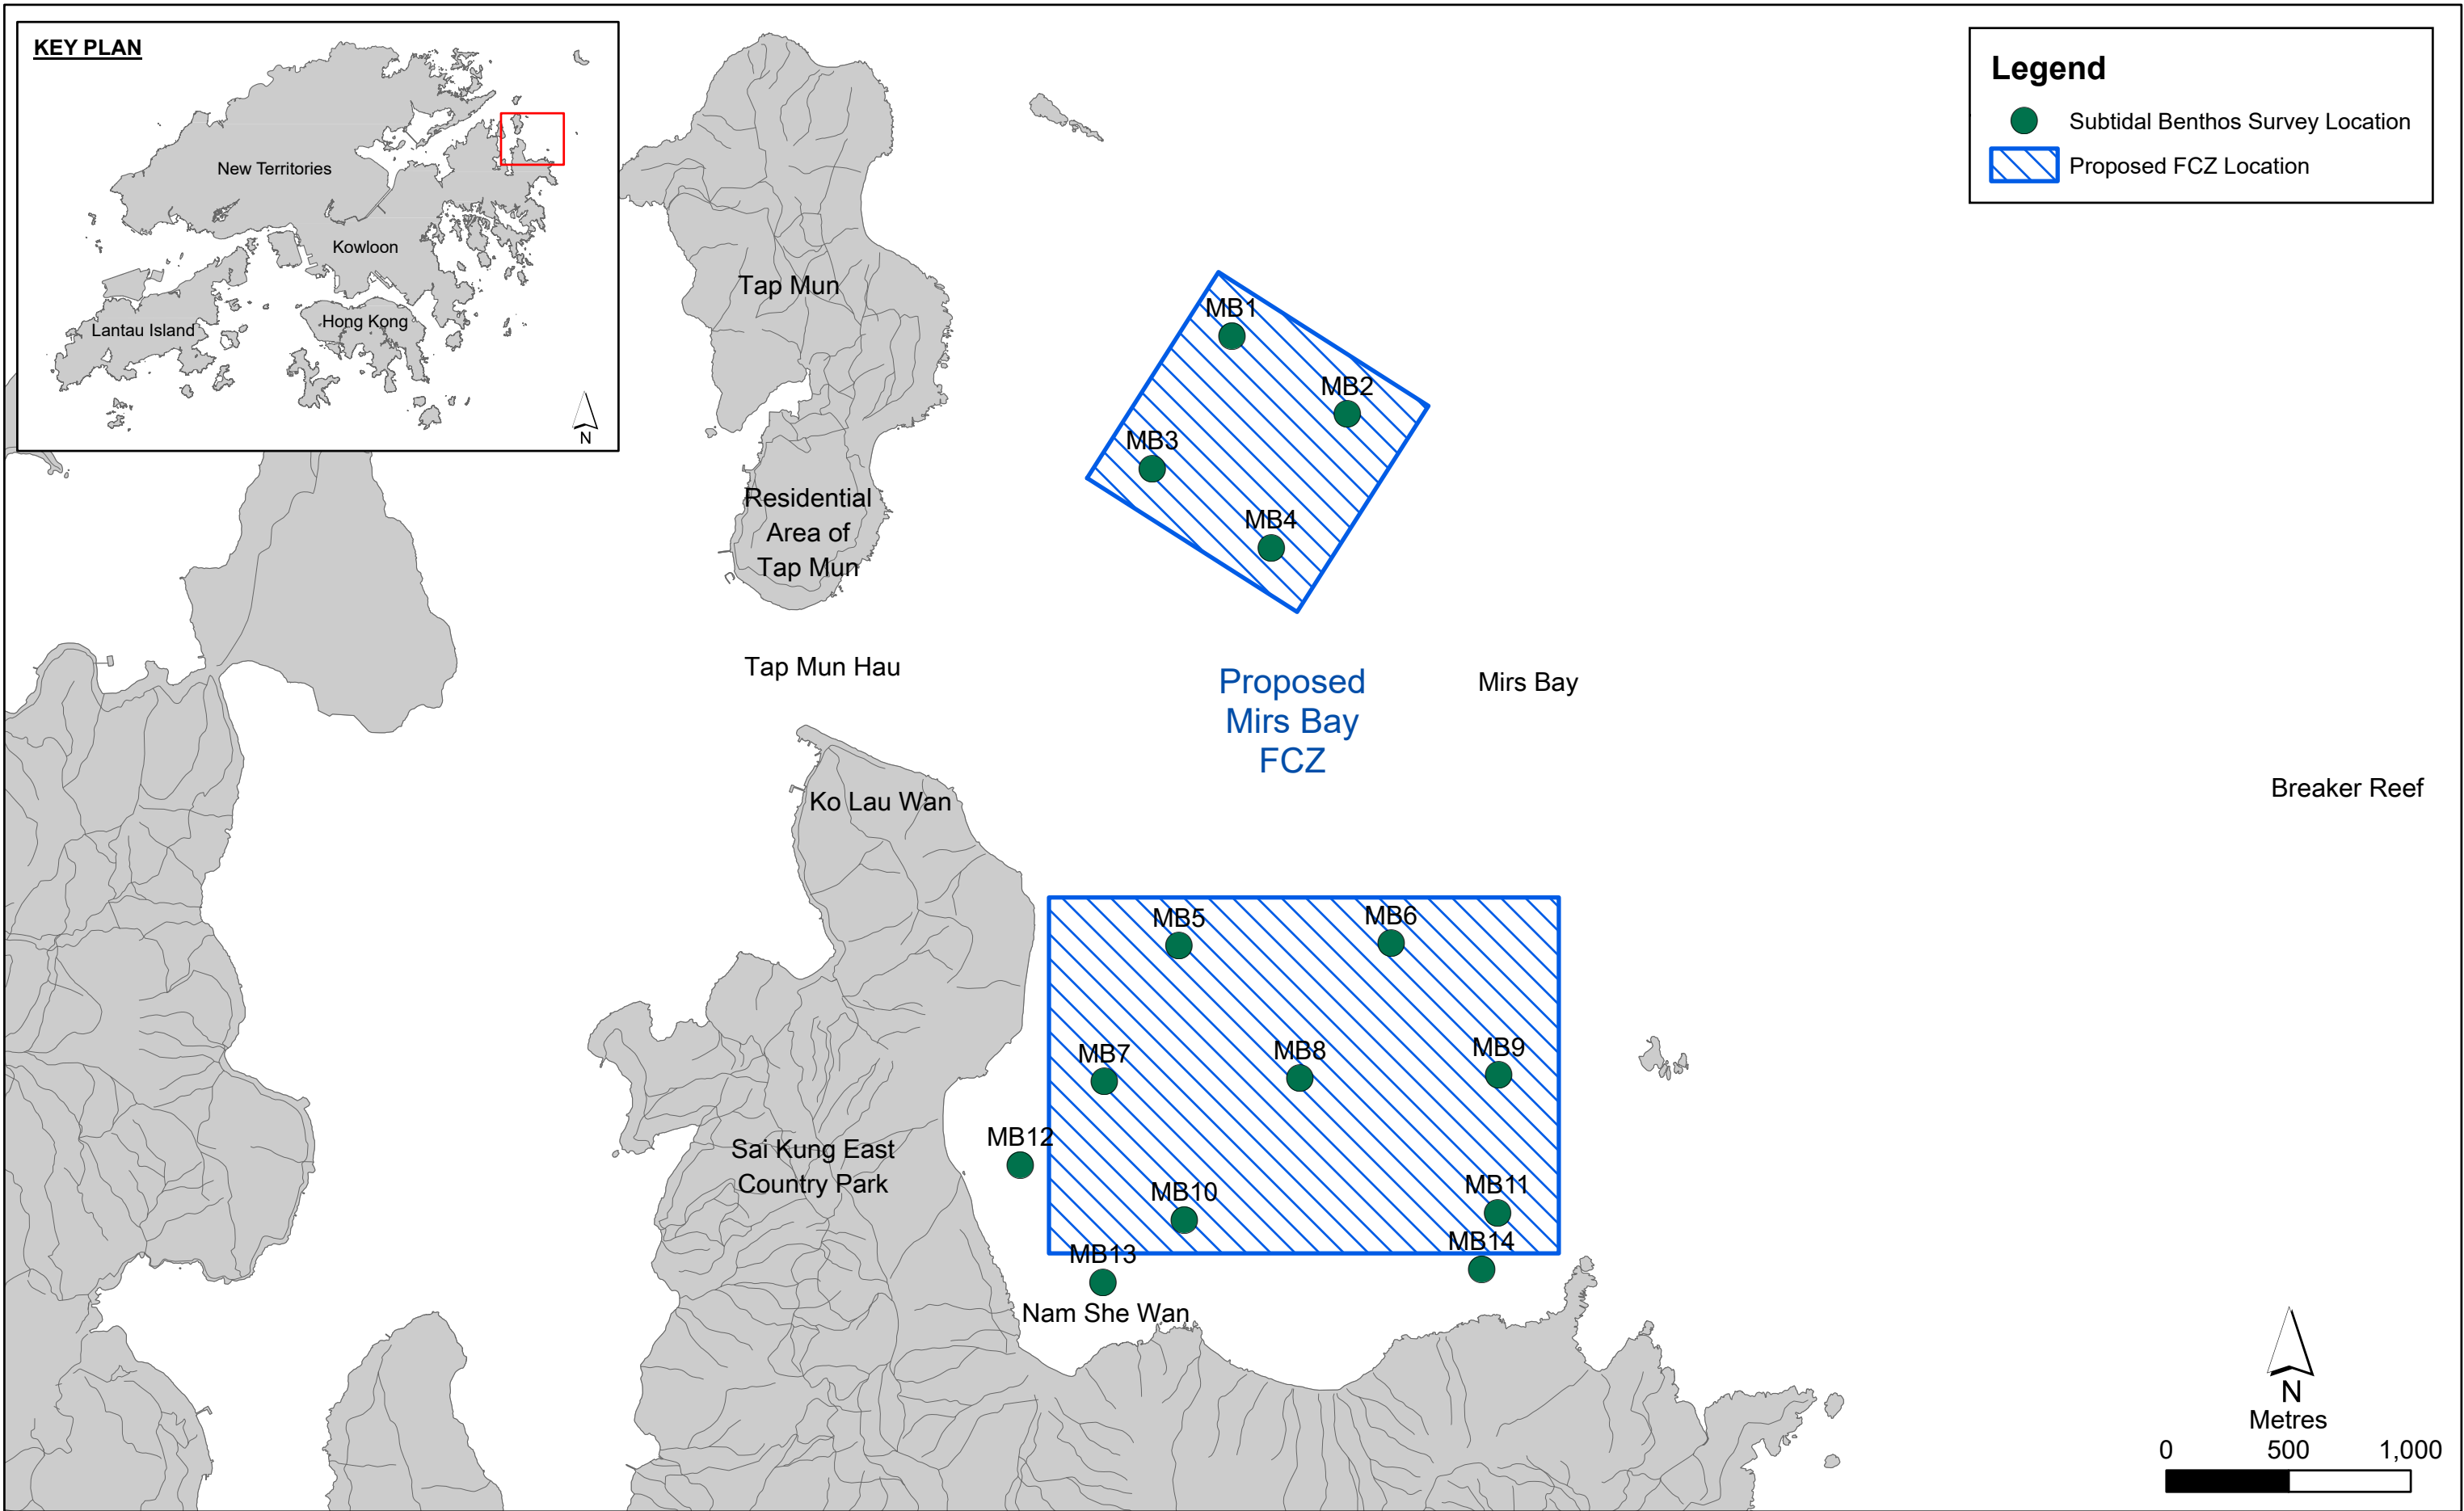 KEY PLAN
New Territories
Kowloon
Lantau Island
Hong Kong
N
Legend
Subtidal Benthos Survey Location
Proposed FCZ Location
Tap Mun
MB1
MB2
MB3
MB4
Residential
Area of
Tap Mun
Tap Mun Hau
Proposed
Mirs Bay
FCZ
Mirs Bay
Breaker Reef
Ko Lau Wan
MB5
MB6
MB7
MB8
MB9
MB12
Sai Kung East
Country Park
MB10
MB11
MB13
MB14
Nam She Wan
N
Metres
0 500 1,000